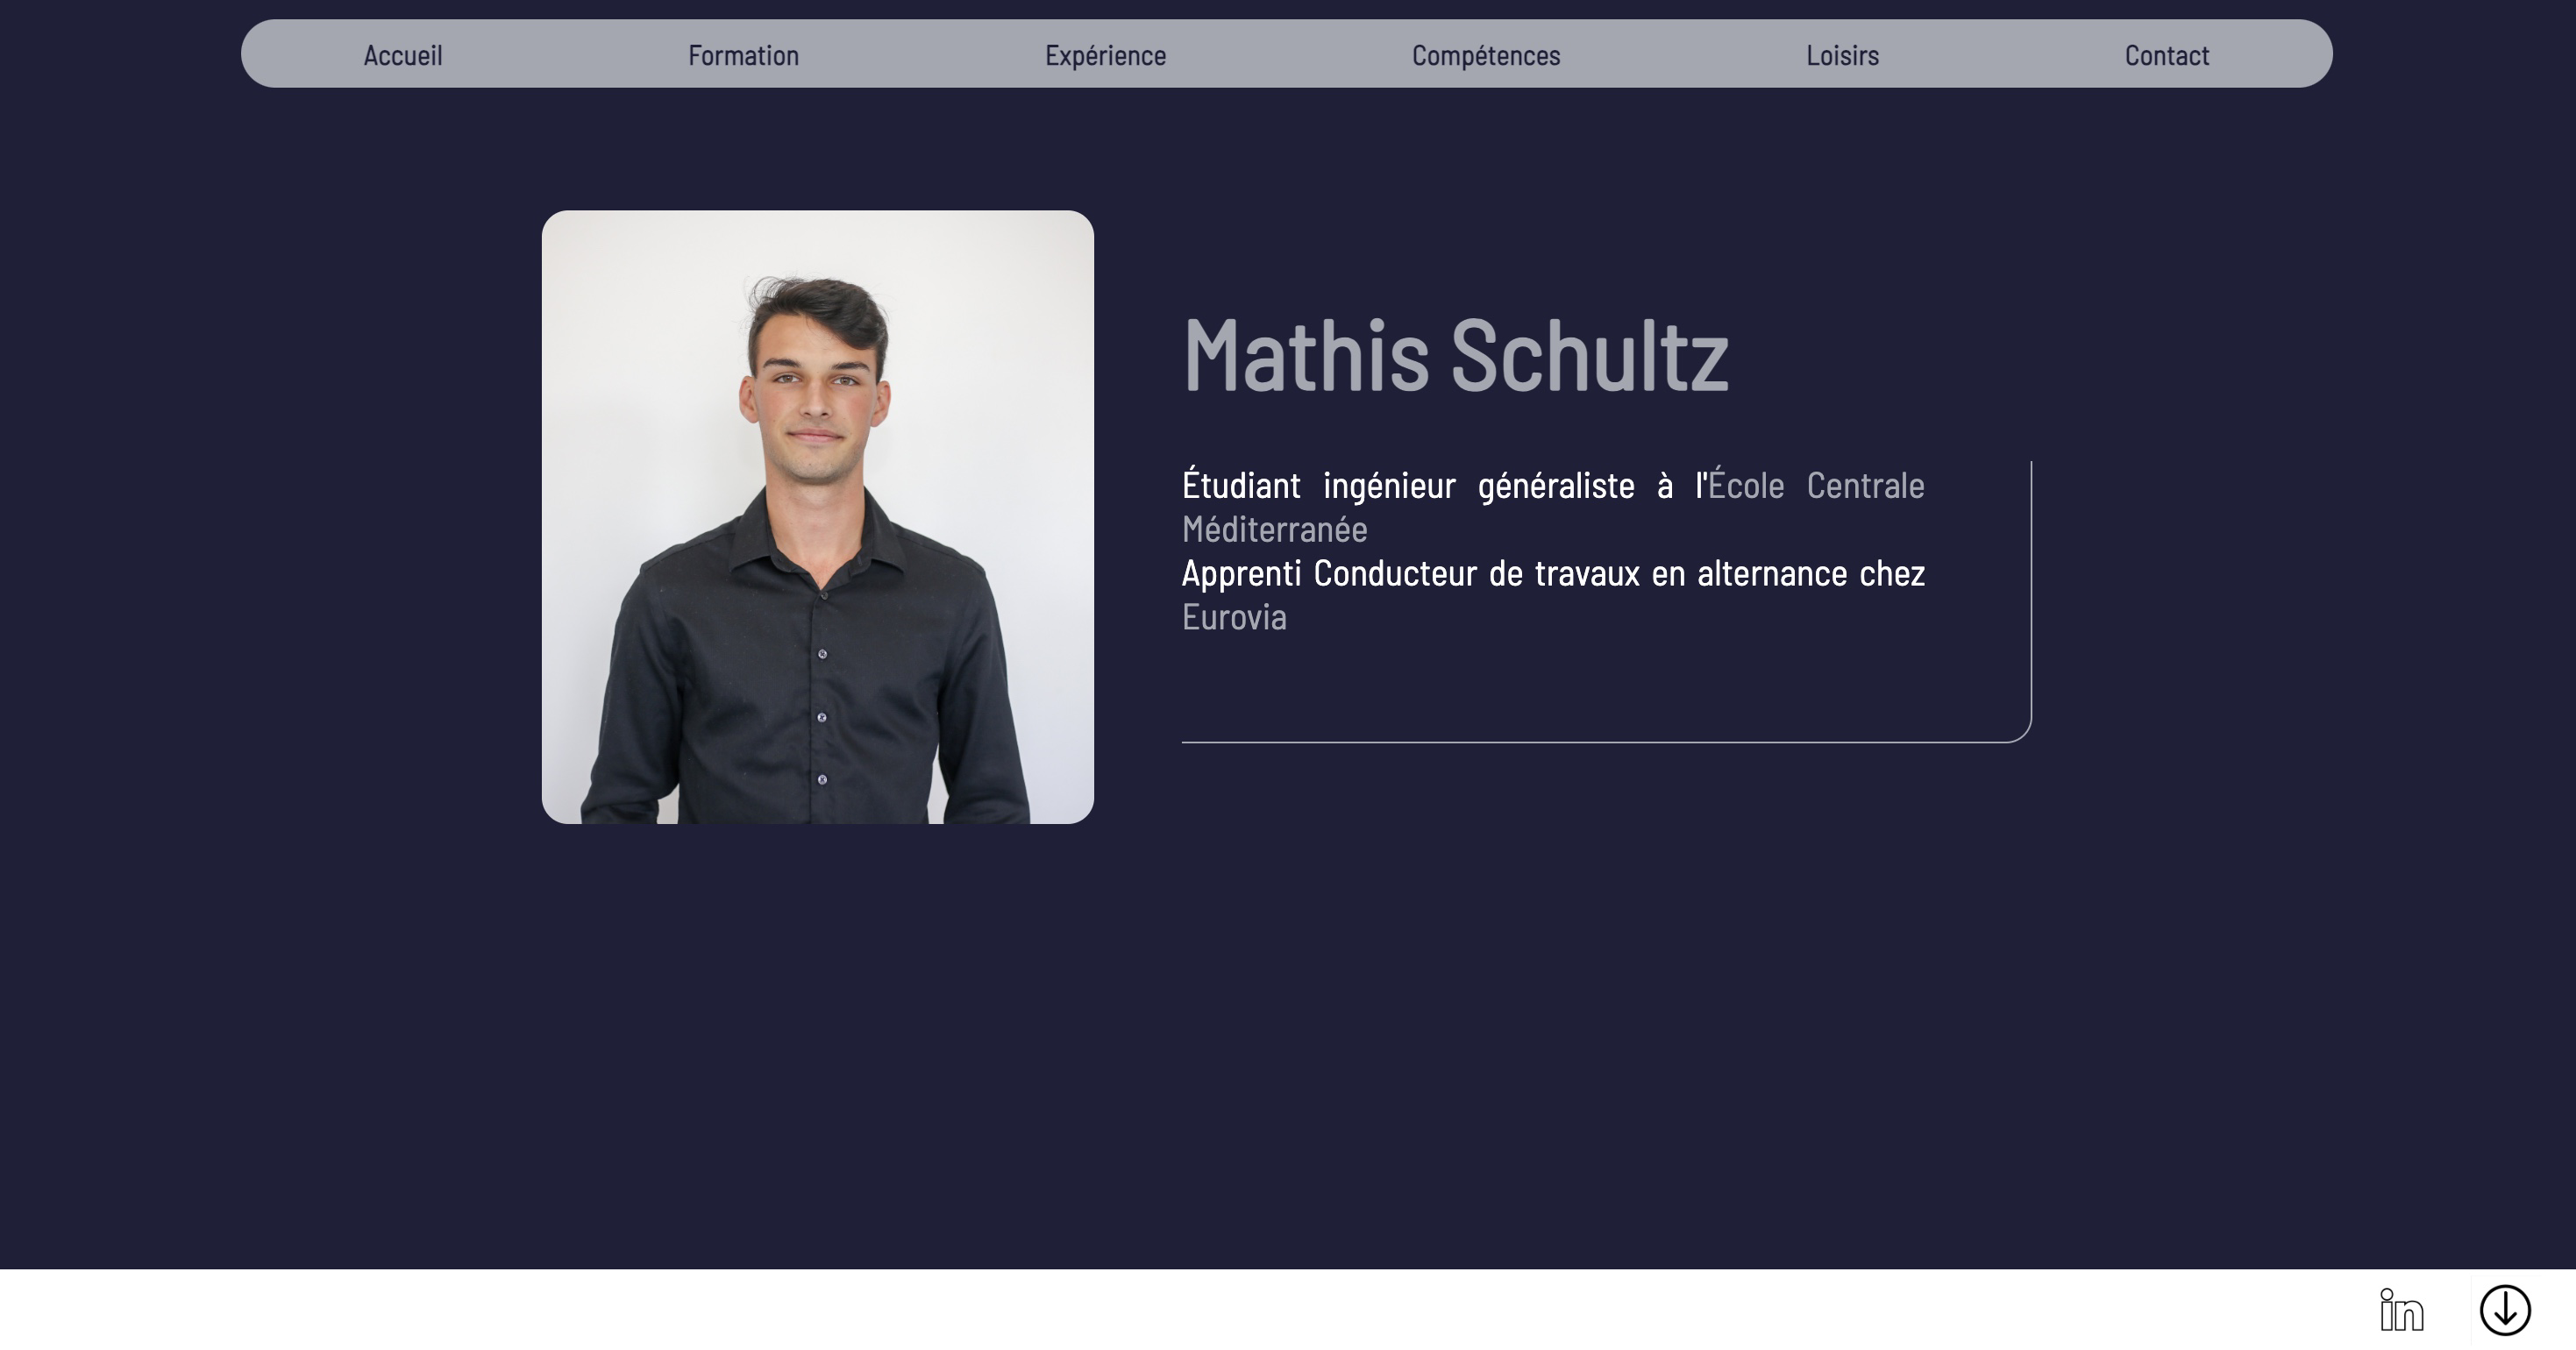 Accueil
Formation
Expérience
Compétences
Loisirs
Contact
Mathis Schultz
Étudiant ingénieur généraliste à l'École Centrale
Méditerranée
Apprenti Conducteur de travaux en alternance chez
Eurovia
in